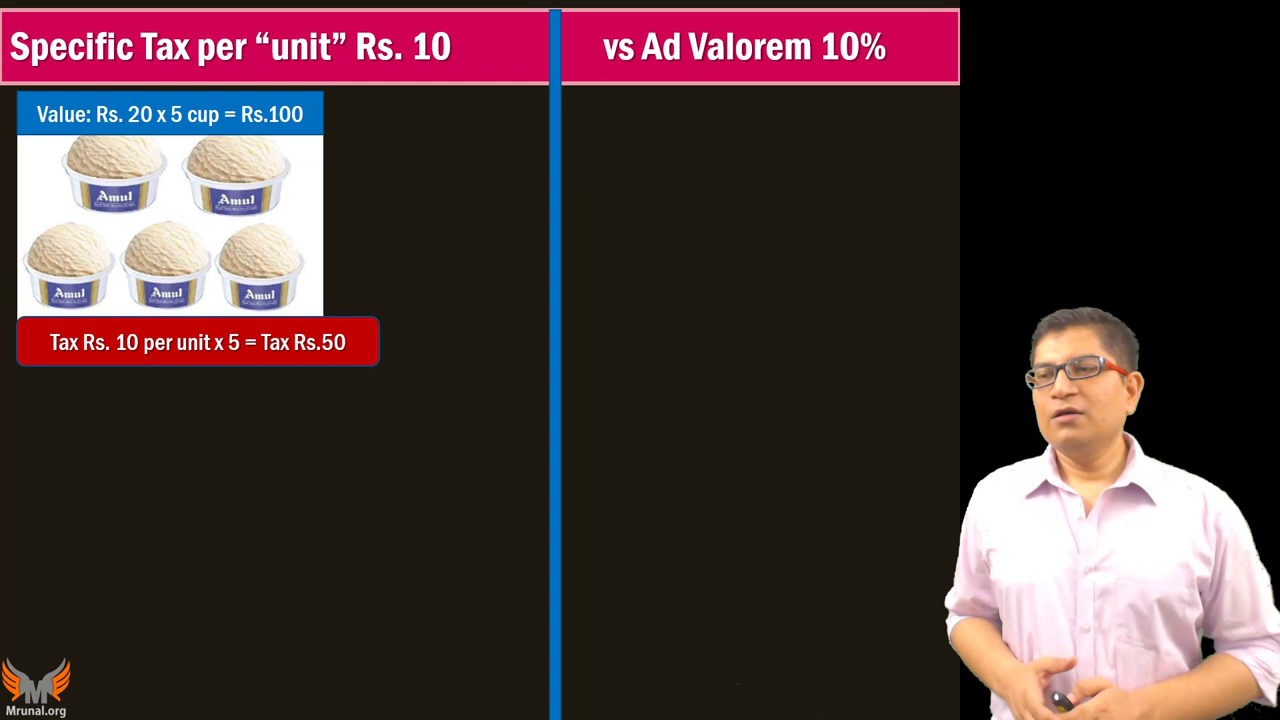 Specific Tax per “unit” Rs. 10
vs Ad Valorem 10%
Value: Rs. 20 x 5 cup = Rs.100
Amul
Amul
Amul
Amul
Amul
Tax Rs. 10 per unit x 5 = Tax Rs.50
M
Mrunal.org